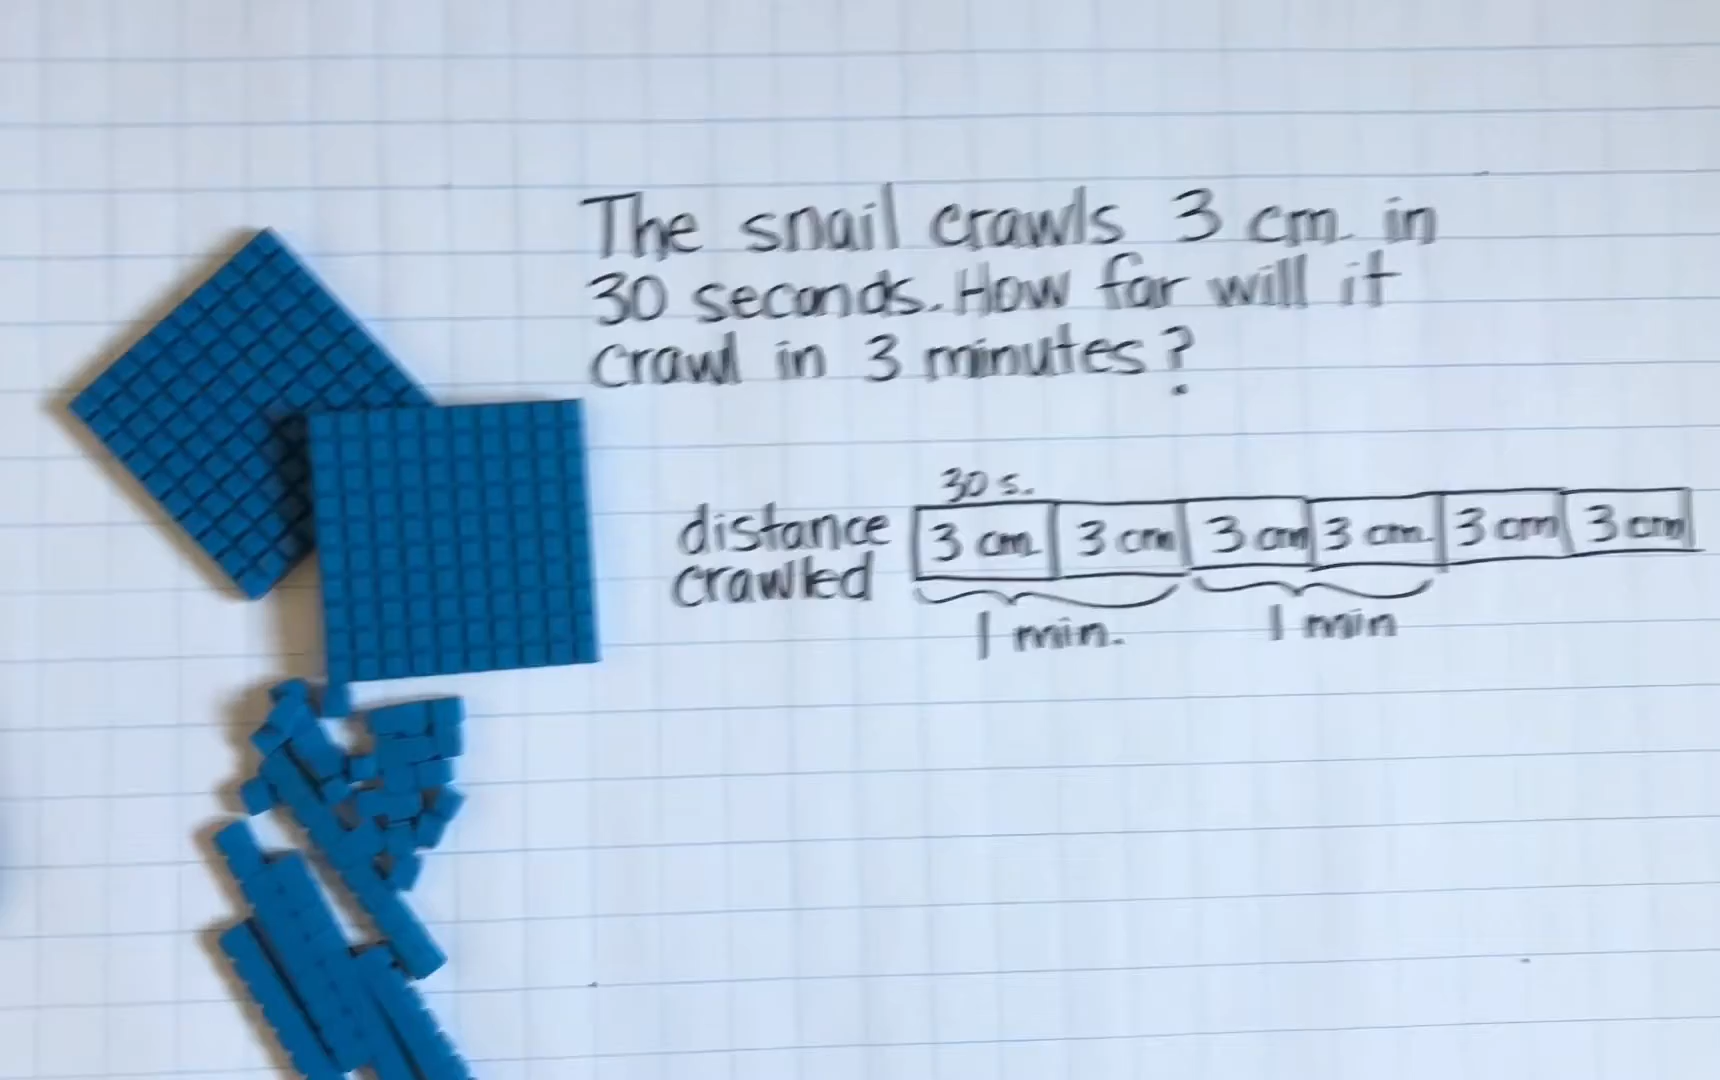 The snail crawls 3 cm in
30 seconds. How far will it
crawl in 3 minutes?
30 s.
distance
crawled
3 cm 3 cm 3 cm 3 cm 3 cm 3 cm
1 min. 1 min